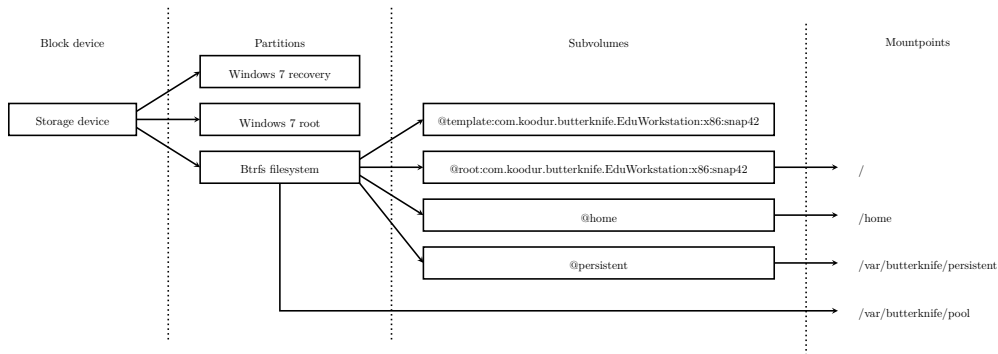 Block device
Partitions
Subvolumes
Mountpoints
Windows 7 recovery
Storage device
Windows 7 root
@template:com.koodur.butterknife.EduWorkstation:x86:snap42
Btrfs filesystem
@root:com.koodur.butterknife.EduWorkstation:x86:snap42
/
@home
/home
@persistent
/var/butterknife/persistent
/var/butterknife/pool